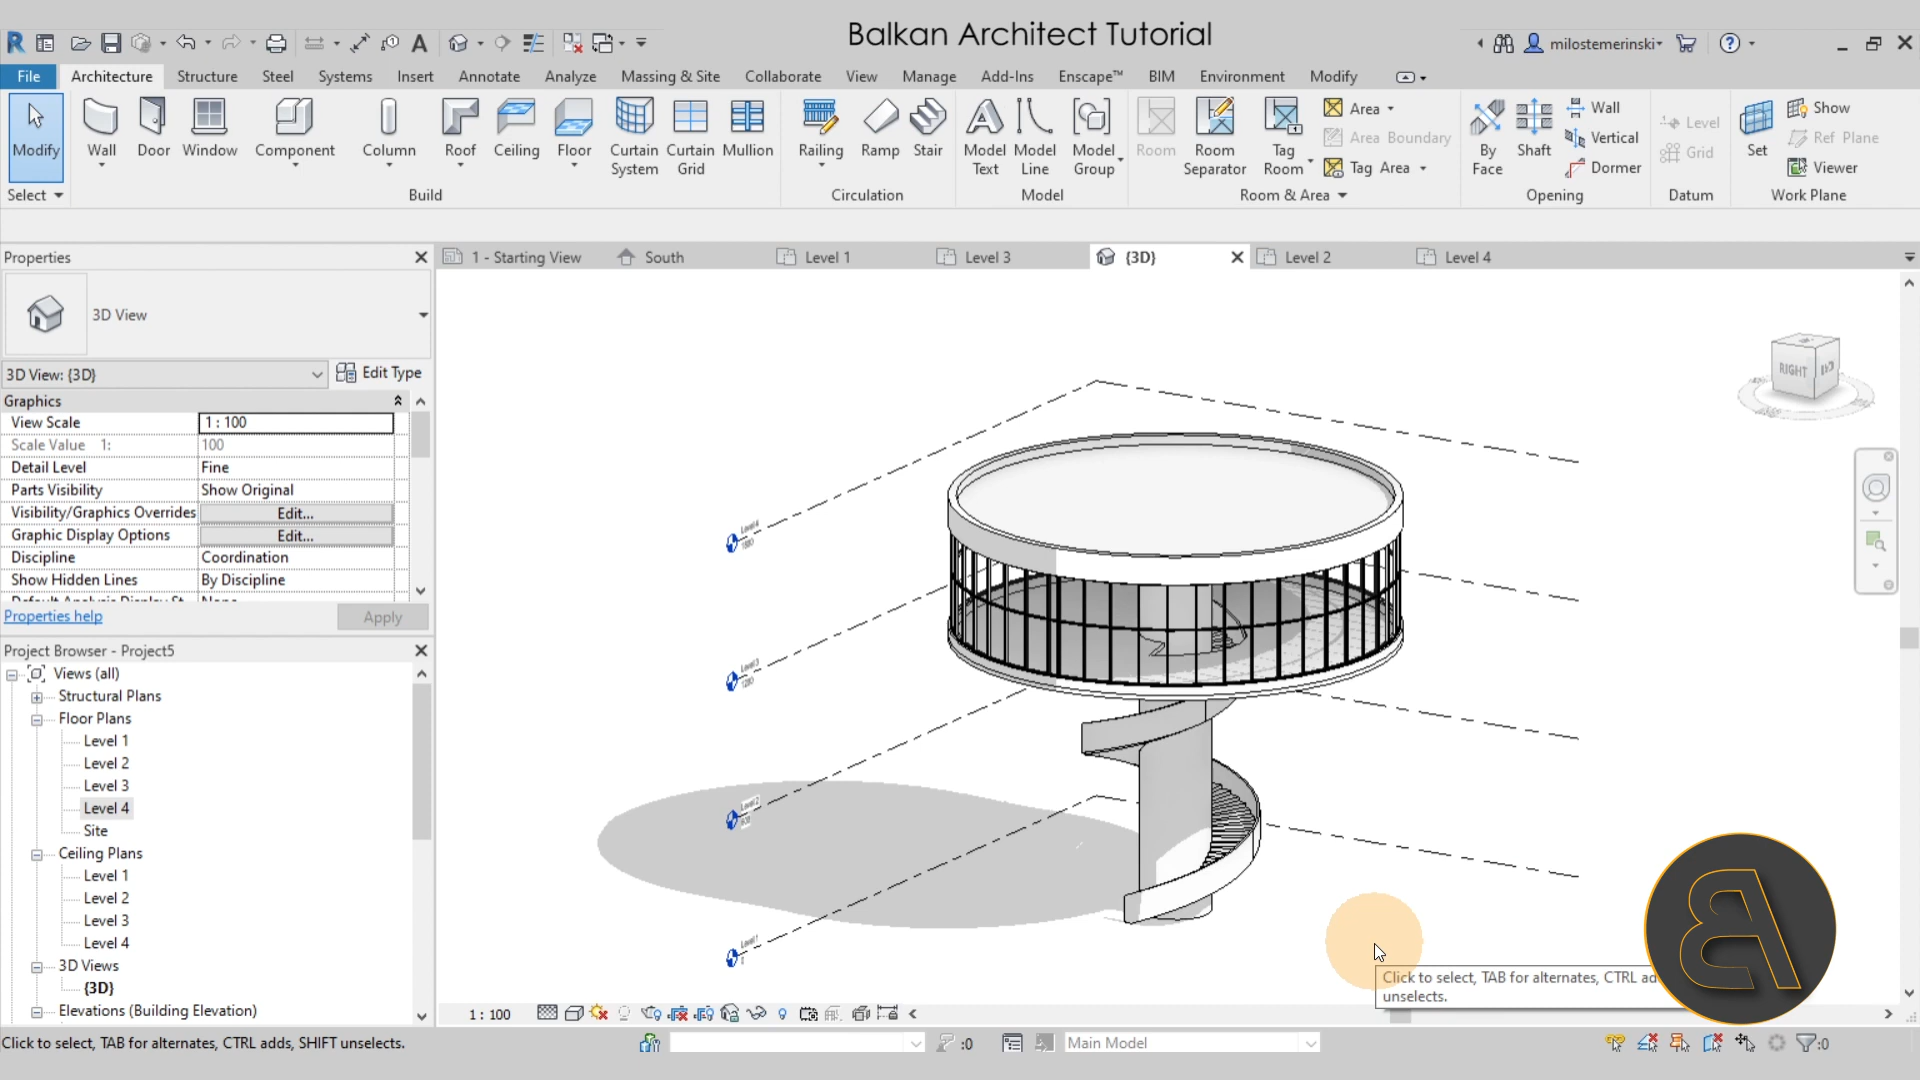 Balkan Architect Tutorial
milostemerinski
File Architecture Structure Steel Systems Insert Annotate Analyze Massing & Site Collaborate View Manage Add-Ins Enscape™ BIM Environment Modify
Modify
Wall Door Window Component Column Roof Ceiling Floor Curtain System Curtain Grid Mullion
Railing Ramp Stair
Model Text Model Line Model Group
Room Room Separator Tag Room
Area
Area Boundary
Tag Area
By Face Shaft
Wall
Vertical
Dormer
Level
Grid
Set
Show
Ref Plane
Viewer
Select Build Circulation Model Room & Area Opening Datum Work Plane
Properties
1 - Starting View South Level 1 Level 3 {3D} Level 2 Level 4
3D View
3D View: {3D} Edit Type
Graphics
View Scale 1 : 100
Scale Value 1: 100
Detail Level Fine
Parts Visibility Show Original
Visibility/Graphics Overrides Edit...
Graphic Display Options Edit...
Discipline Coordination
Show Hidden Lines By Discipline
Properties help Apply
Project Browser - Project5
Views (all)
Structural Plans
Floor Plans
Level 1
Level 2
Level 3
Level 4
Site
Ceiling Plans
Level 1
Level 2
Level 3
Level 4
3D Views
{3D}
Elevations (Building Elevation)
RIGHT
Click to select, TAB for alternates, CTRL
unselects.
1 : 100
Click to select, TAB for alternates, CTRL adds, SHIFT unselects.
:0
Main Model
:0